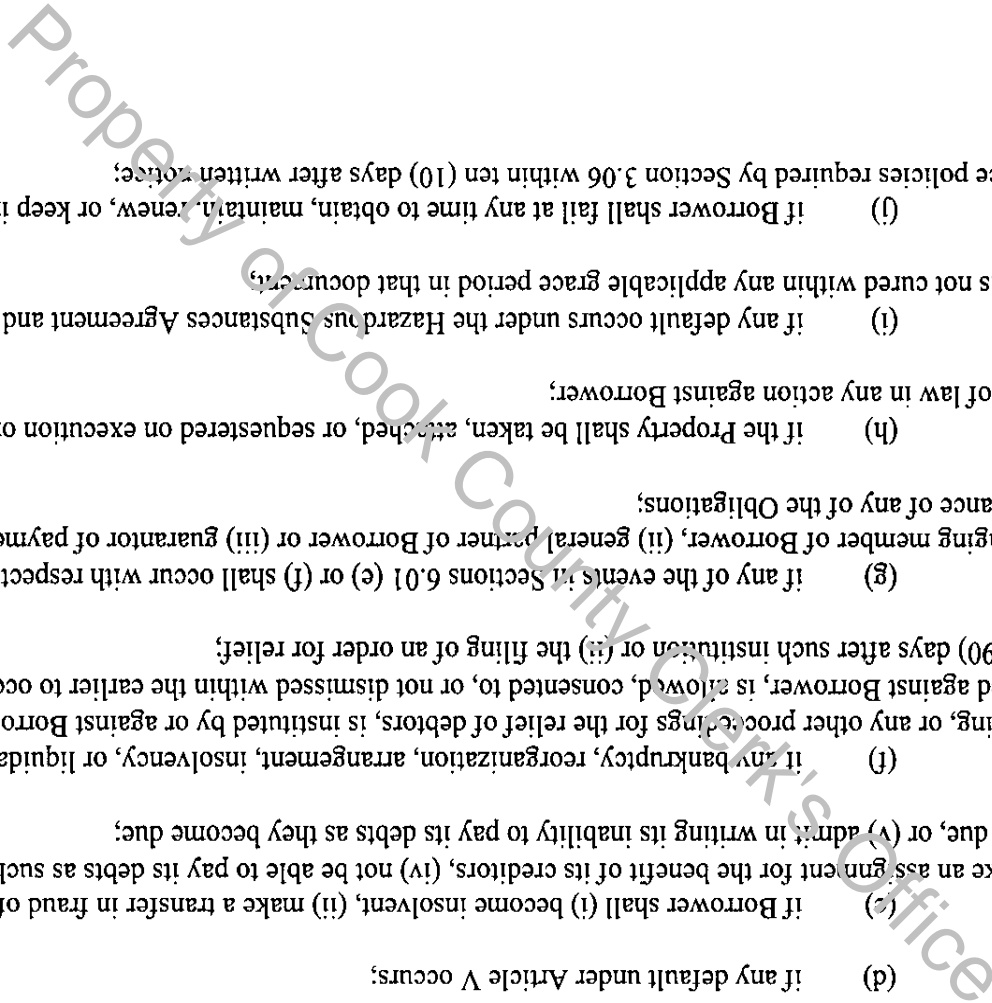 (d) if any default under Article V occurs;
(e) if Borrower shall (i) become insolvent, (ii) make a transfer in fraud of
ke an assignment for the benefit of its creditors, (iv) not be able to pay its debts as such
due, or (v) admit in writing its inability to pay its debts as they become due;
(f) if any bankruptcy, reorganization, arrangement, insolvency, or liquida
ing, or any other proceedings for the relief of debtors, is instituted by or against Borro
d against Borrower, is allowed, consented to, or not dismissed within the earlier to occ
90) days after such institution or (ii) the filing of an order for relief;
(g) if any of the events in Sections 6.01 (e) or (f) shall occur with respect
ging member of Borrower, (ii) general partner of Borrower or (iii) guarantor of payme
ance of any of the Obligations;
(h) if the Property shall be taken, attached, or sequestered on execution o
of law in any action against Borrower;
(i) if any default occurs under the Hazardous Substances Agreement and
s not cured within any applicable grace period in that document;
(j) if Borrower shall fail at any time to obtain, maintain, renew, or keep i
ce policies required by Section 3.06 within ten (10) days after written notice;
Property of Cook County Clerk's Office